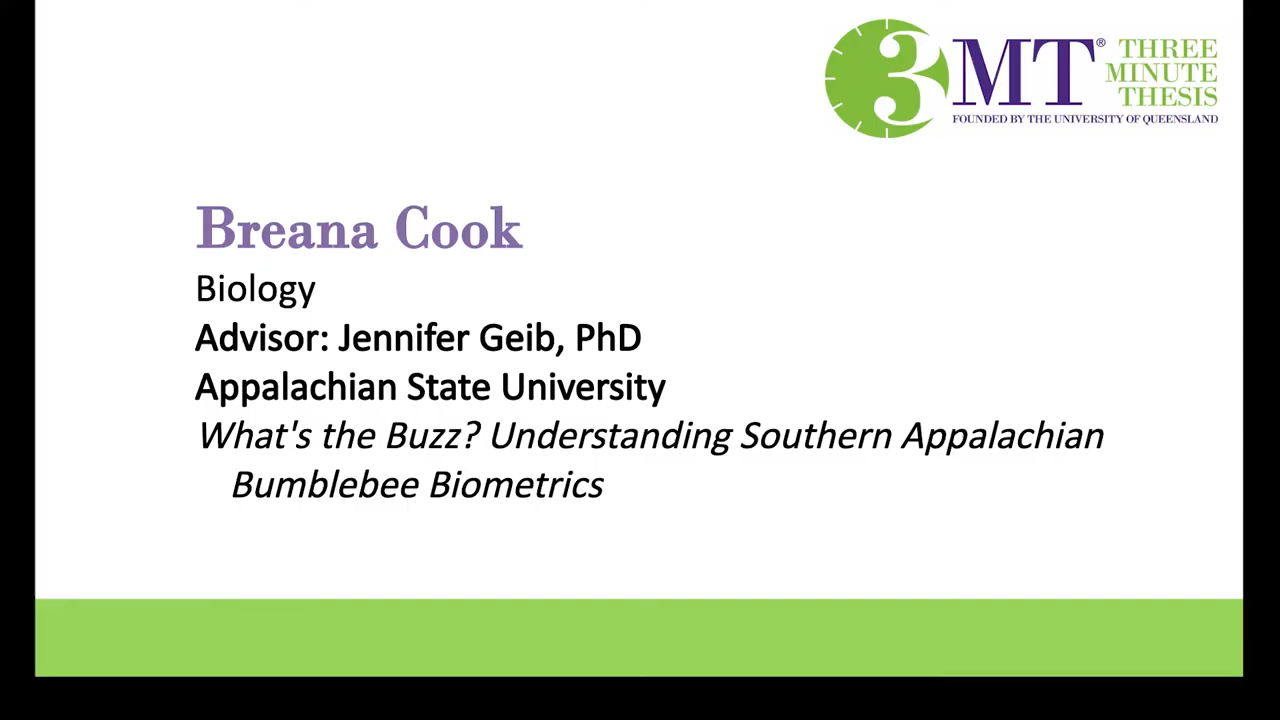 3MT® THREE
MINUTE
THESIS
FOUNDED BY THE UNIVERSITY OF QUEENSLAND
Breana Cook
Biology
Advisor: Jennifer Geib, PhD
Appalachian State University
What's the Buzz? Understanding Southern Appalachian
Bumblebee Biometrics